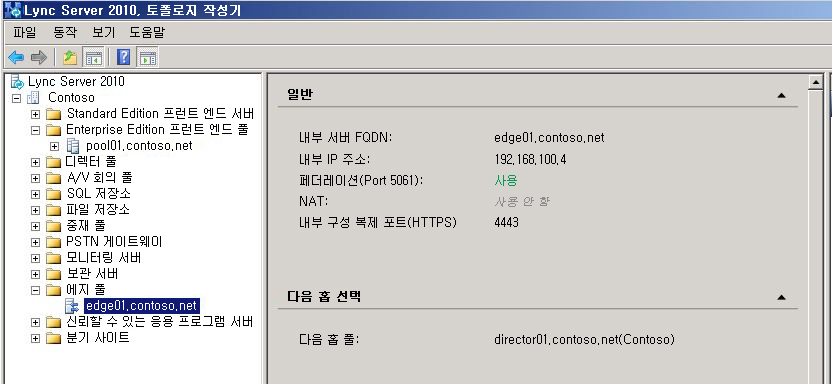 Lync Server 2010, 토폴로지 작성기
파일 동작 보기 도움말
Lync Server 2010
Contoso
Standard Edition 프런트 엔드 서버
Enterprise Edition 프런트 엔드 풀
pool01.contoso.net
디렉터 풀
A/V 회의 풀
SQL 저장소
파일 저장소
중재 풀
PSTN 게이트웨이
모니터링 서버
보관 서버
에지 풀
edge01.contoso.net
신뢰할 수 있는 응용 프로그램 서버
분기 사이트
일반
내부 서버 FQDN: edge01.contoso.net
내부 IP 주소: 192.168.100.4
페더레이션(Port 5061): 사용
NAT: 사용 안 함
내부 구성 복제 포트(HTTPS) 4443
다음 홉 선택
다음 홉 풀: director01.contoso.net(Contoso)